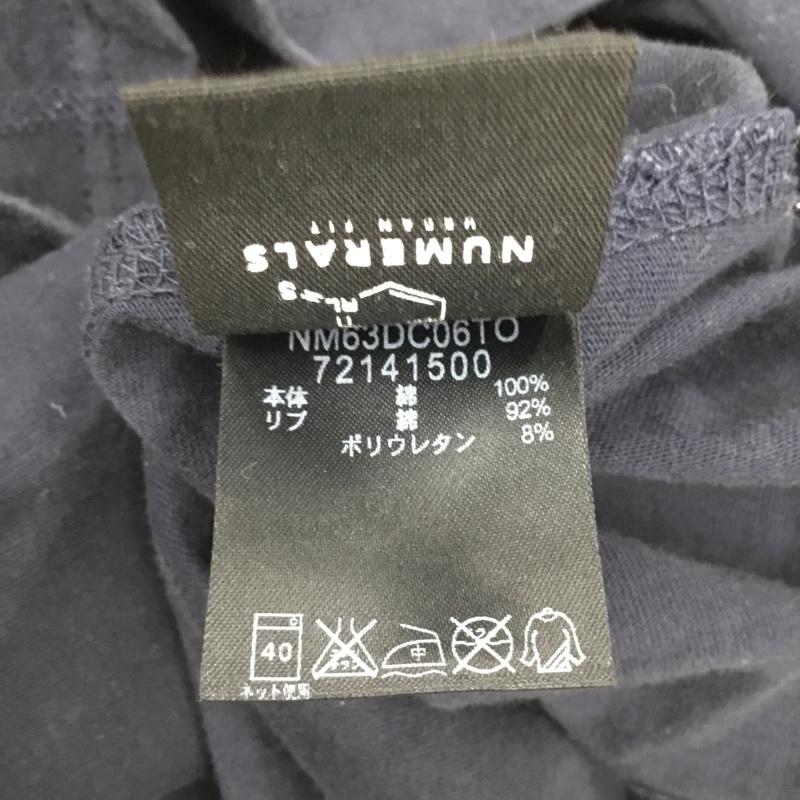 NUMERALS
URBAN FIT
NM63DC06TO
72141500
本体 綿 100%
リブ 綿 92%
ポリウレタン 8%
40
中
ネット使用